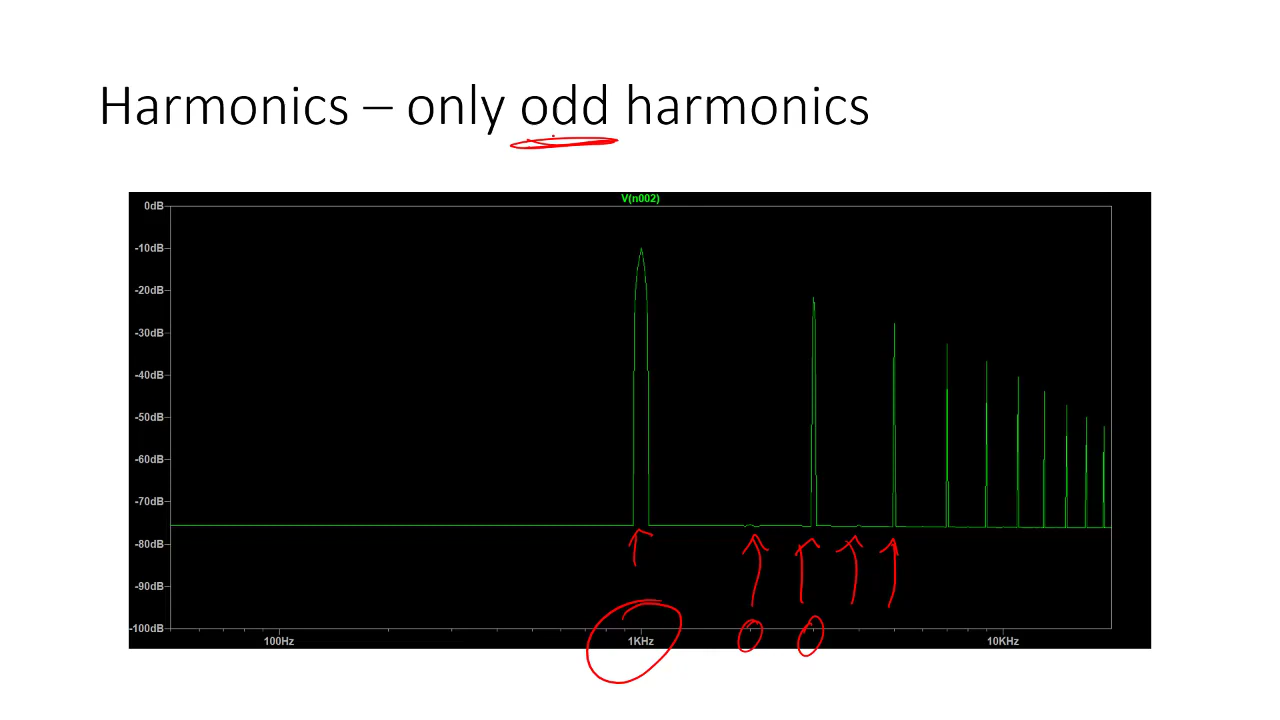 Harmonics – only odd harmonics
V(n002)
0dB
-10dB
-20dB
-30dB
-40dB
-50dB
-60dB
-70dB
-80dB
-90dB
-100dB
100Hz 1KHz 10KHz